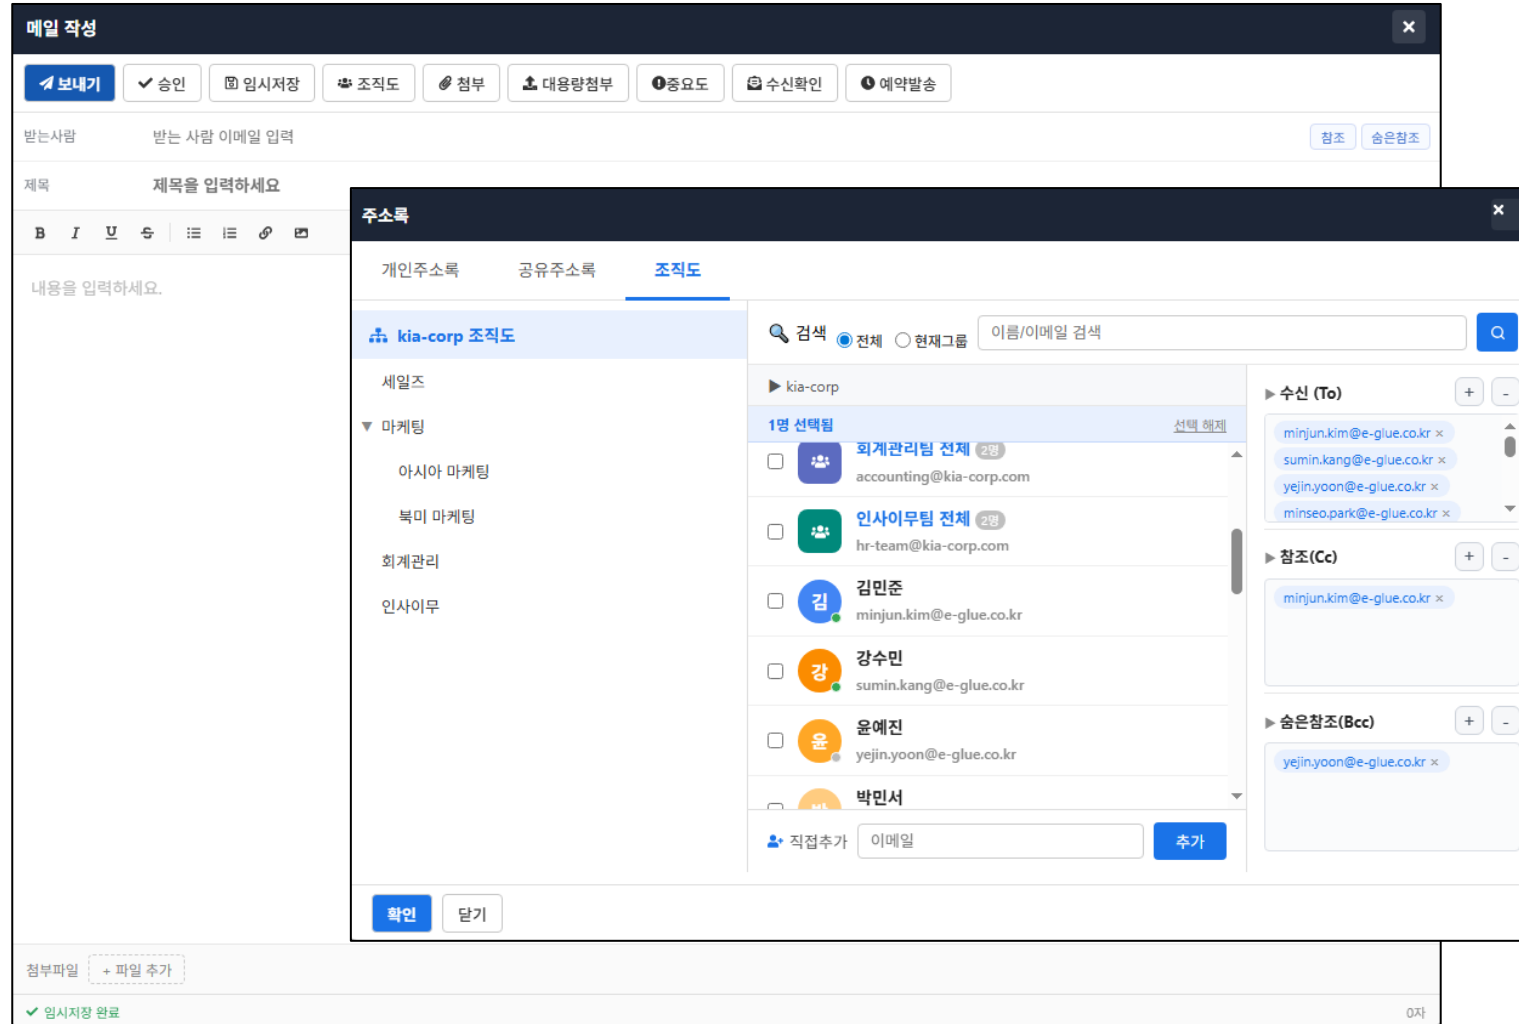 메일 작성
보내기 승인 임시저장 조직도 첨부 대용량첨부 중요도 수신확인 예약발송
받는사람 받는 사람 이메일 입력 참조 숨은참조
제목 제목을 입력하세요
B I U S
내용을 입력하세요.
주소록
개인주소록 공유주소록 조직도
kia-corp 조직도
세일즈
▼ 마케팅
아시아 마케팅
북미 마케팅
회계관리
인사이무
검색 전체 현재그룹 이름/이메일 검색
▶ kia-corp
1명 선택됨 선택 해제
회계관리팀 전체 2명
accounting@kia-corp.com
인사이무팀 전체 2명
hr-team@kia-corp.com
김 김민준
minjun.kim@e-glue.co.kr
강 강수민
sumin.kang@e-glue.co.kr
윤 윤예진
yejin.yoon@e-glue.co.kr
박민서
직접추가 이메일 추가
▶ 수신 (To) + -
minjun.kim@e-glue.co.kr ×
sumin.kang@e-glue.co.kr ×
yejin.yoon@e-glue.co.kr ×
minseo.park@e-glue.co.kr ×
▶ 참조(Cc) + -
minjun.kim@e-glue.co.kr ×
▶ 숨은참조(Bcc) + -
yejin.yoon@e-glue.co.kr ×
확인 닫기
첨부파일 + 파일 추가
임시저장 완료 0자